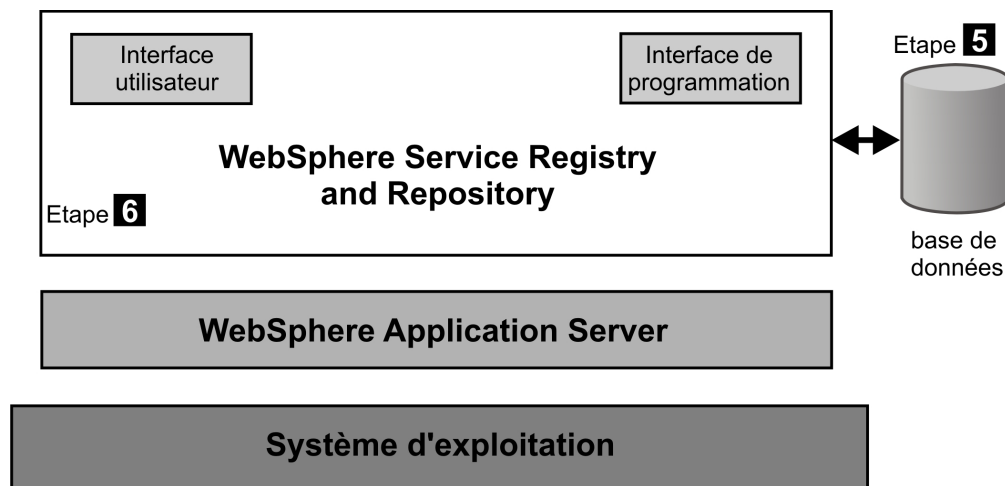 Interface
utilisateur
Interface de
programmation
Etape 5
WebSphere Service Registry
and Repository
Etape 6
base de
données
WebSphere Application Server
Système d'exploitation